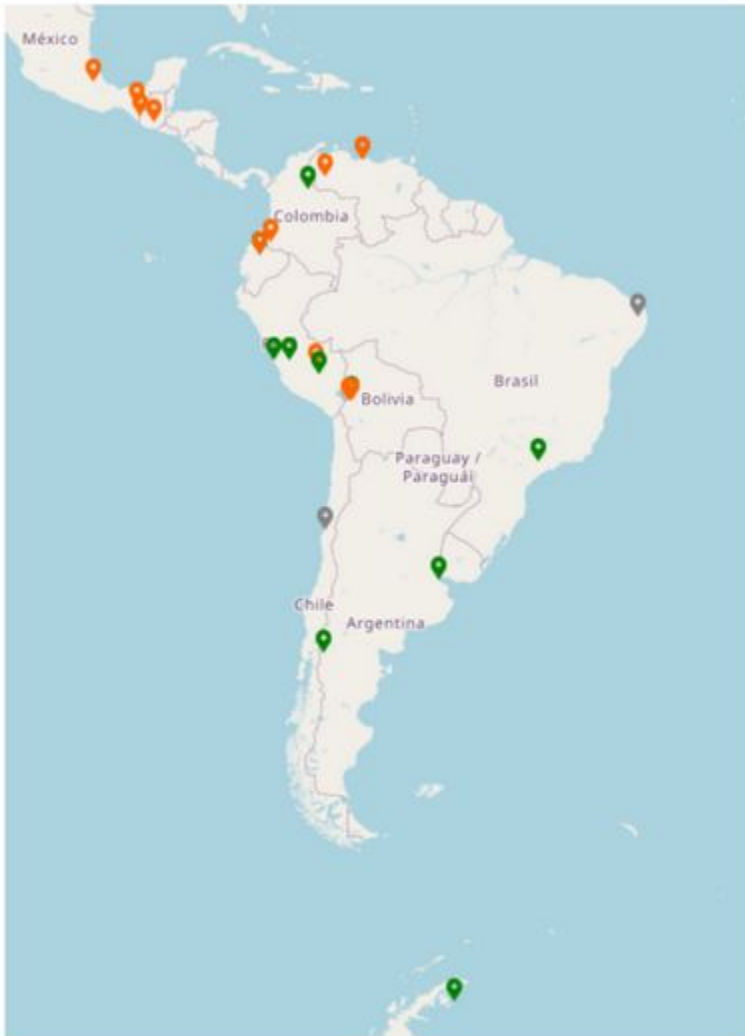 México
Colombia
Brasil
Bolivia
Paraguay /
Paraguái
Chile
Argentina